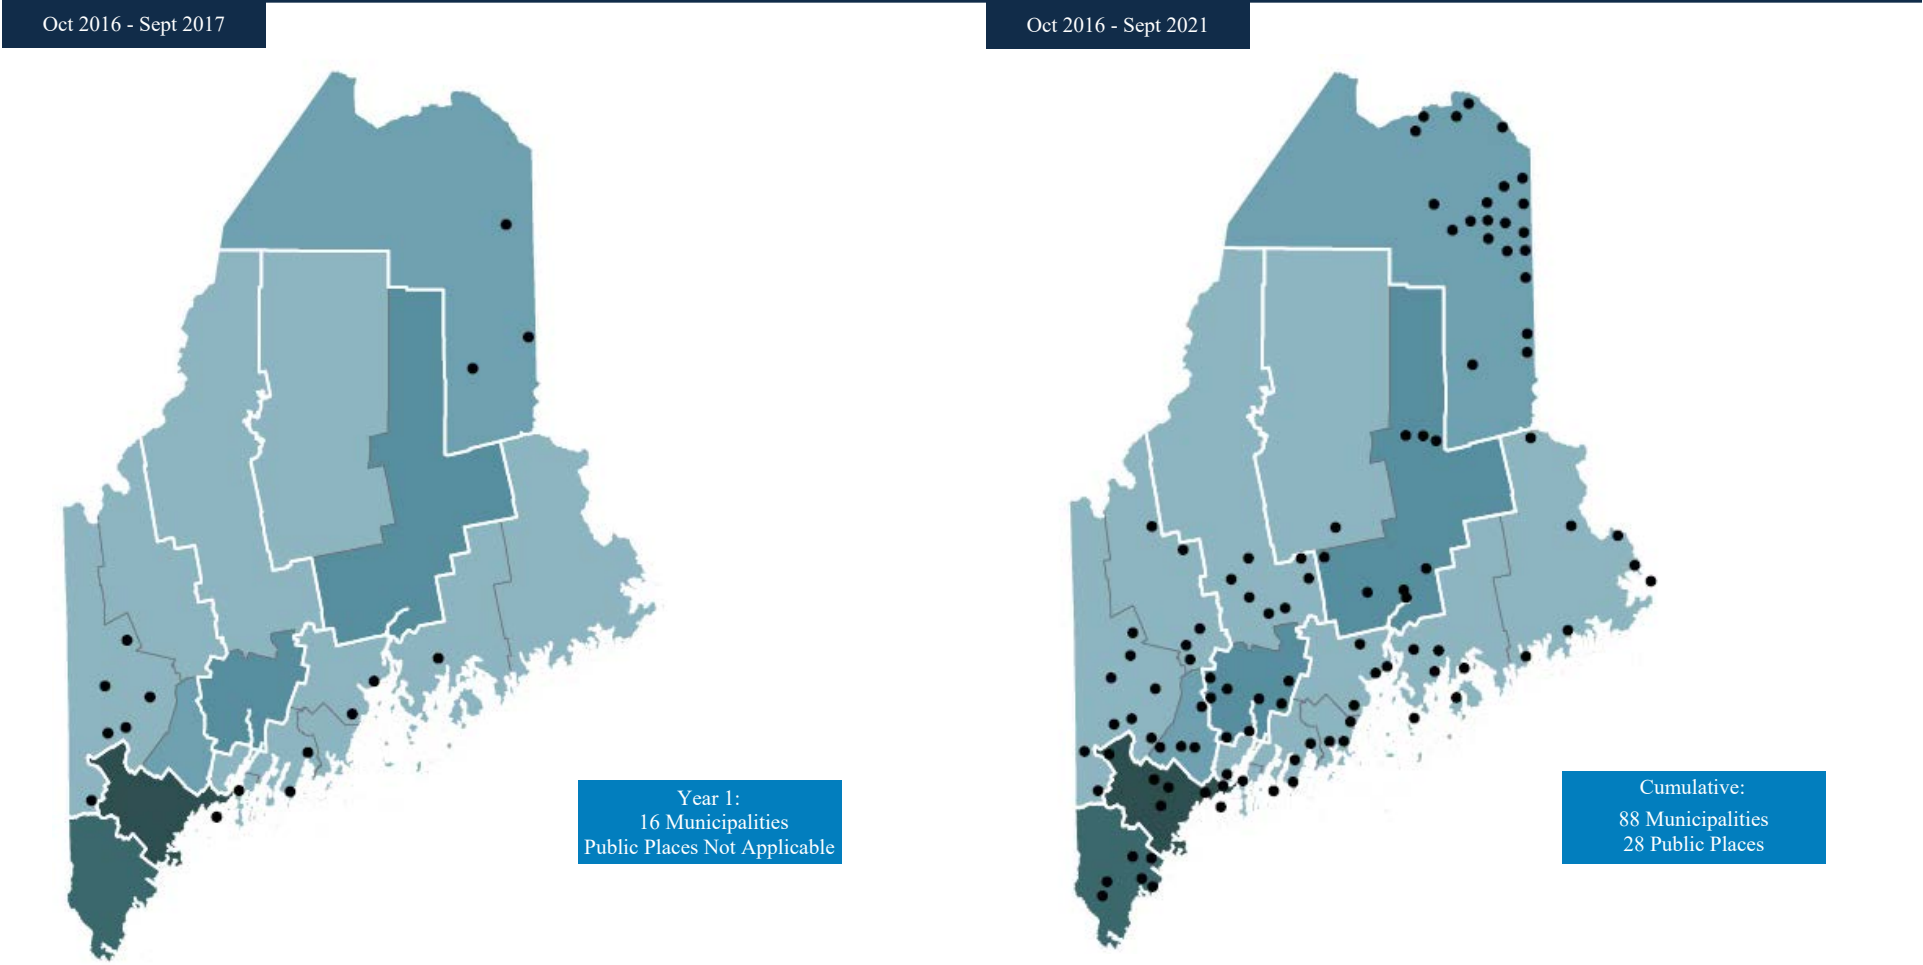 Oct 2016 - Sept 2017
Oct 2016 - Sept 2021
Year 1:
16 Municipalities
Public Places Not Applicable
Cumulative:
88 Municipalities
28 Public Places